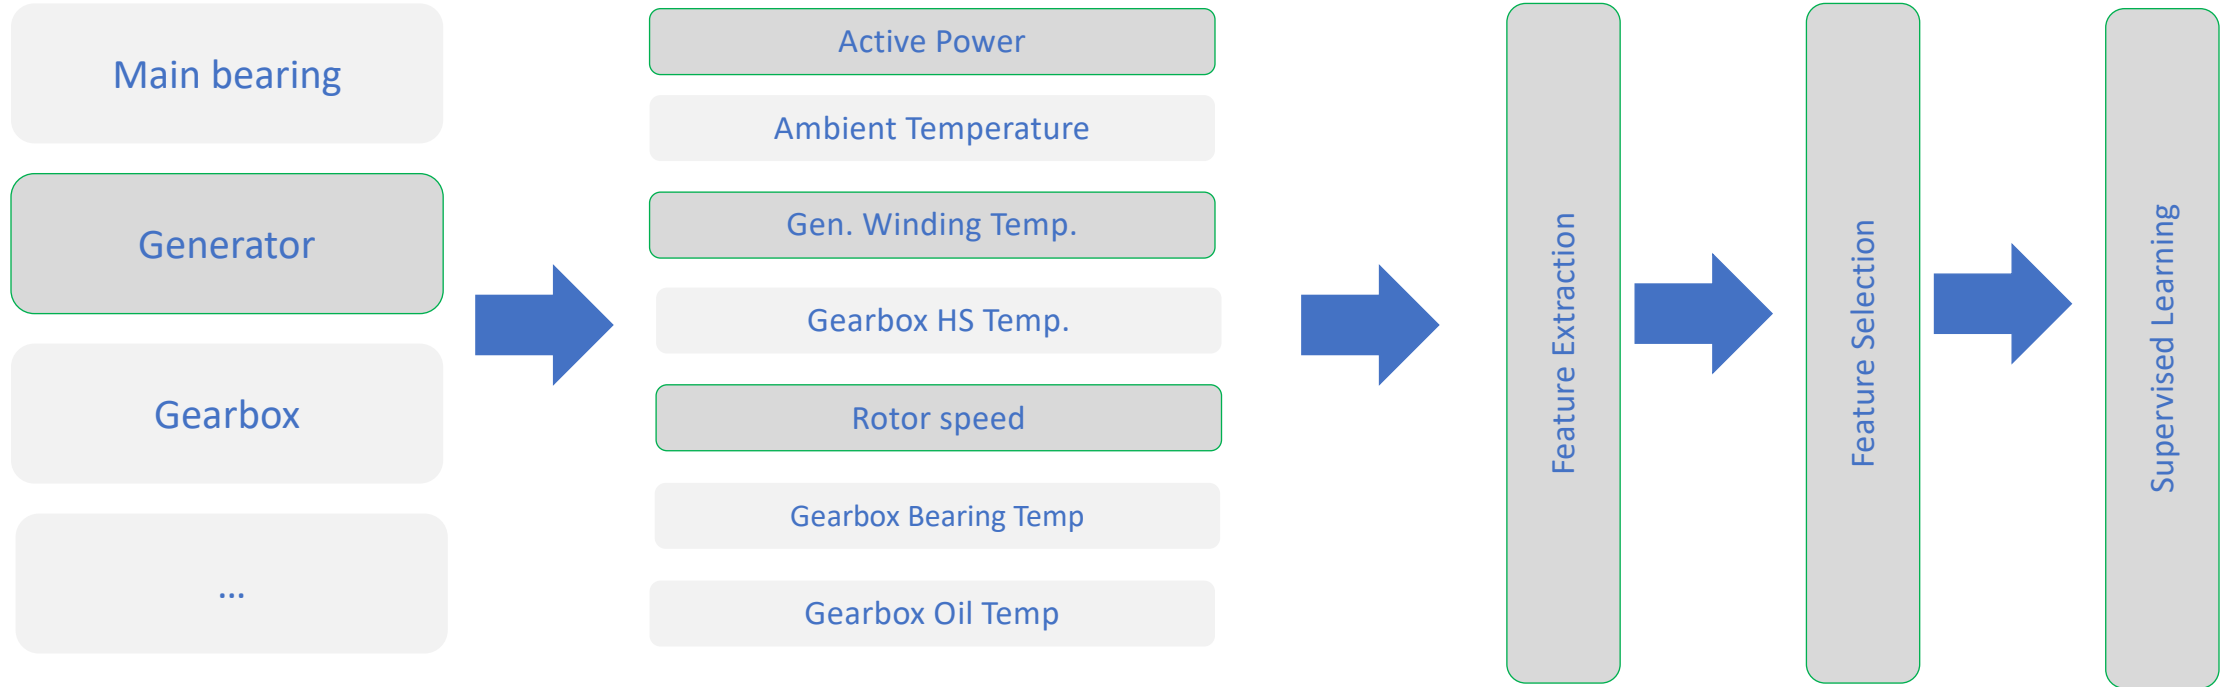 Main bearing
Generator
Gearbox
...
Active Power
Ambient Temperature
Gen. Winding Temp.
Gearbox HS Temp.
Rotor speed
Gearbox Bearing Temp
Gearbox Oil Temp
Feature Extraction
Feature Selection
Supervised Learning